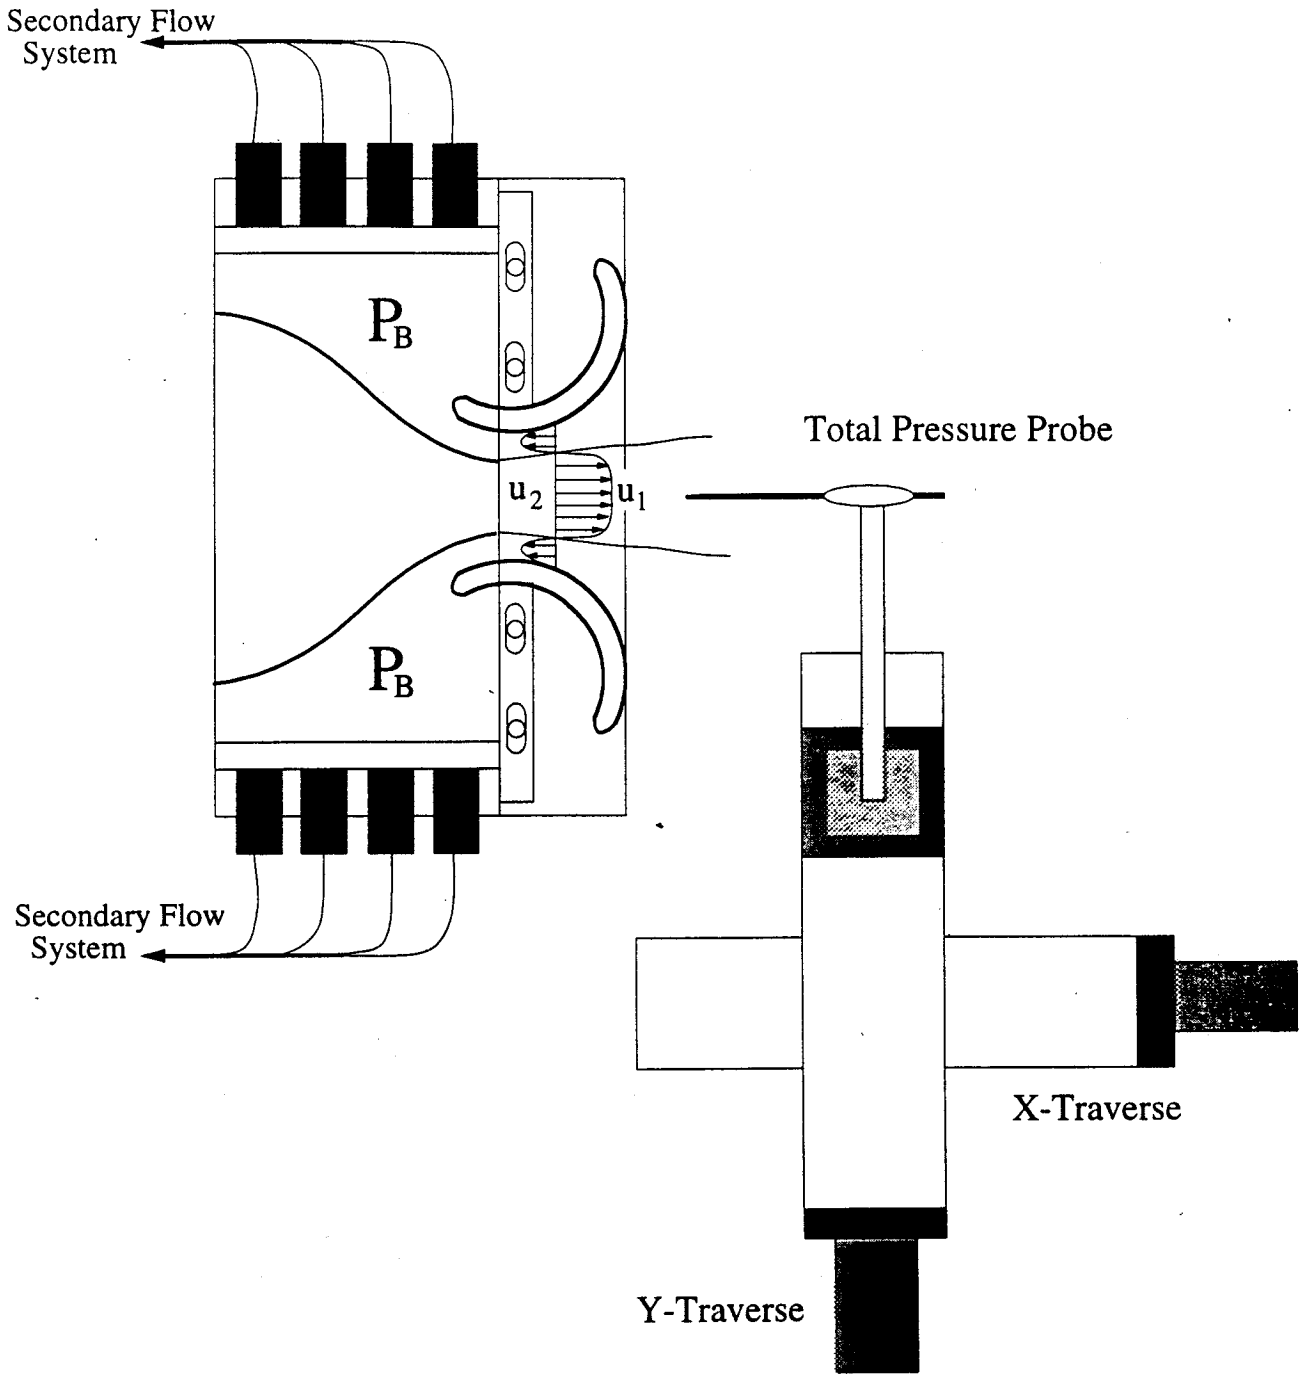 Secondary Flow
System
P_B
Total Pressure Probe
u_2
u_1
P_B
Secondary Flow
System
X-Traverse
Y-Traverse